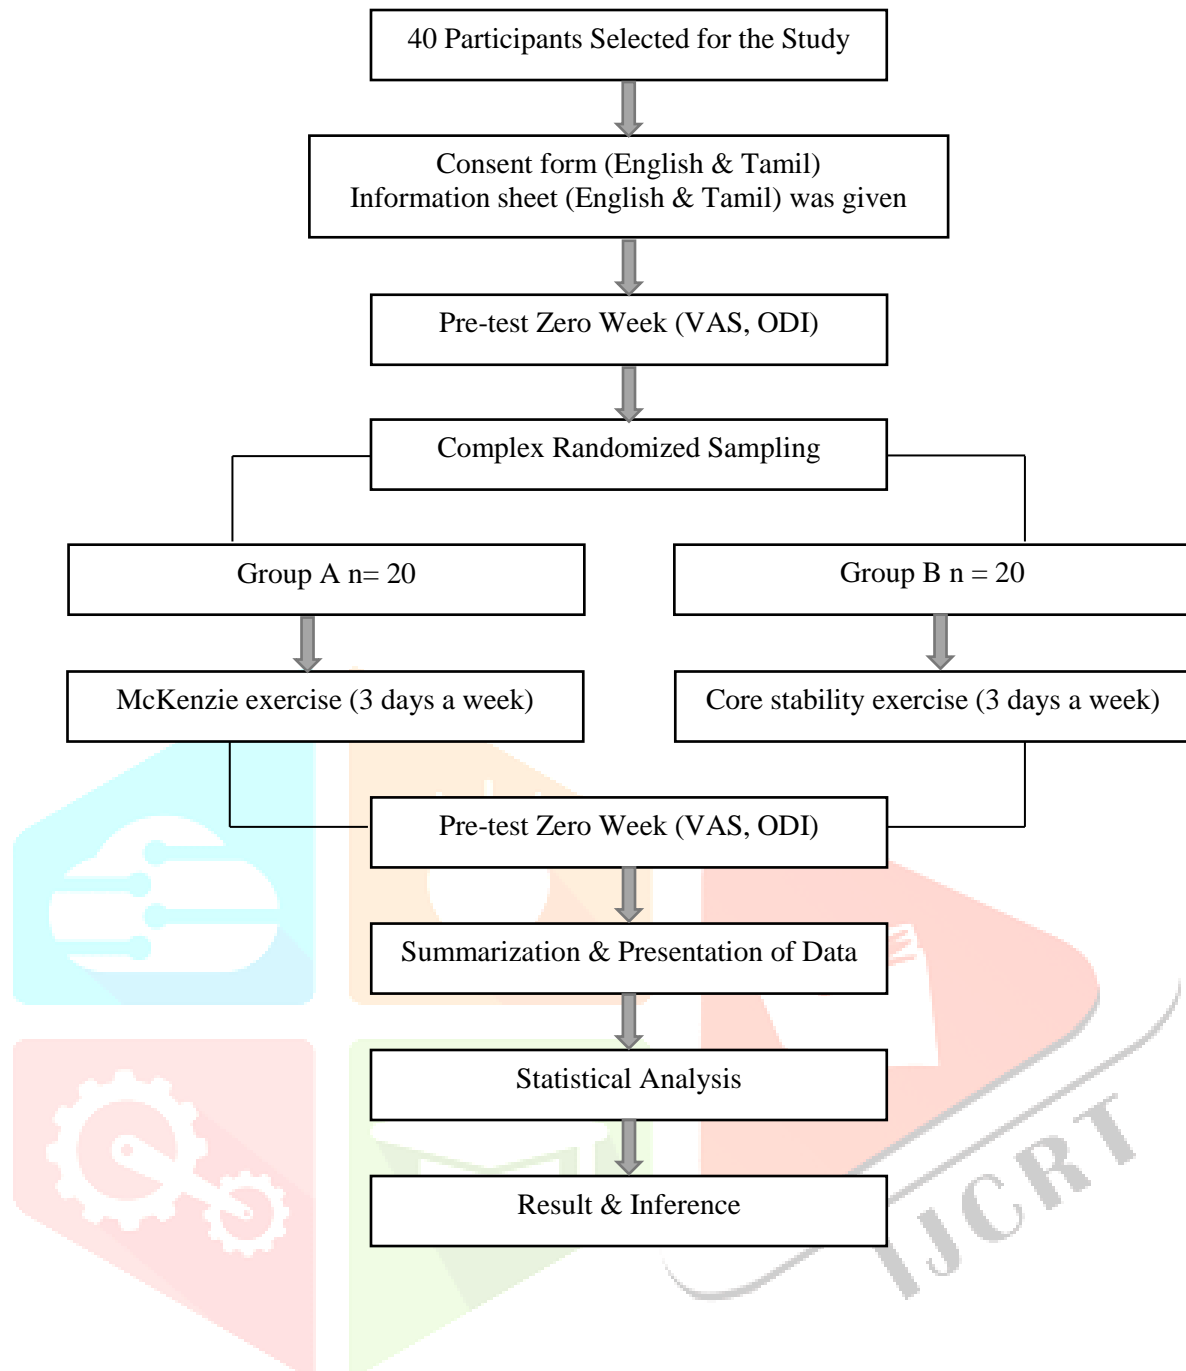 40 Participants Selected for the Study
Consent form (English & Tamil)
Information sheet (English & Tamil) was given
Pre-test Zero Week (VAS, ODI)
Complex Randomized Sampling
Group A n= 20
Group B n = 20
McKenzie exercise (3 days a week)
Core stability exercise (3 days a week)
Pre-test Zero Week (VAS, ODI)
Summarization & Presentation of Data
Statistical Analysis
Result & Inference
IJCRT